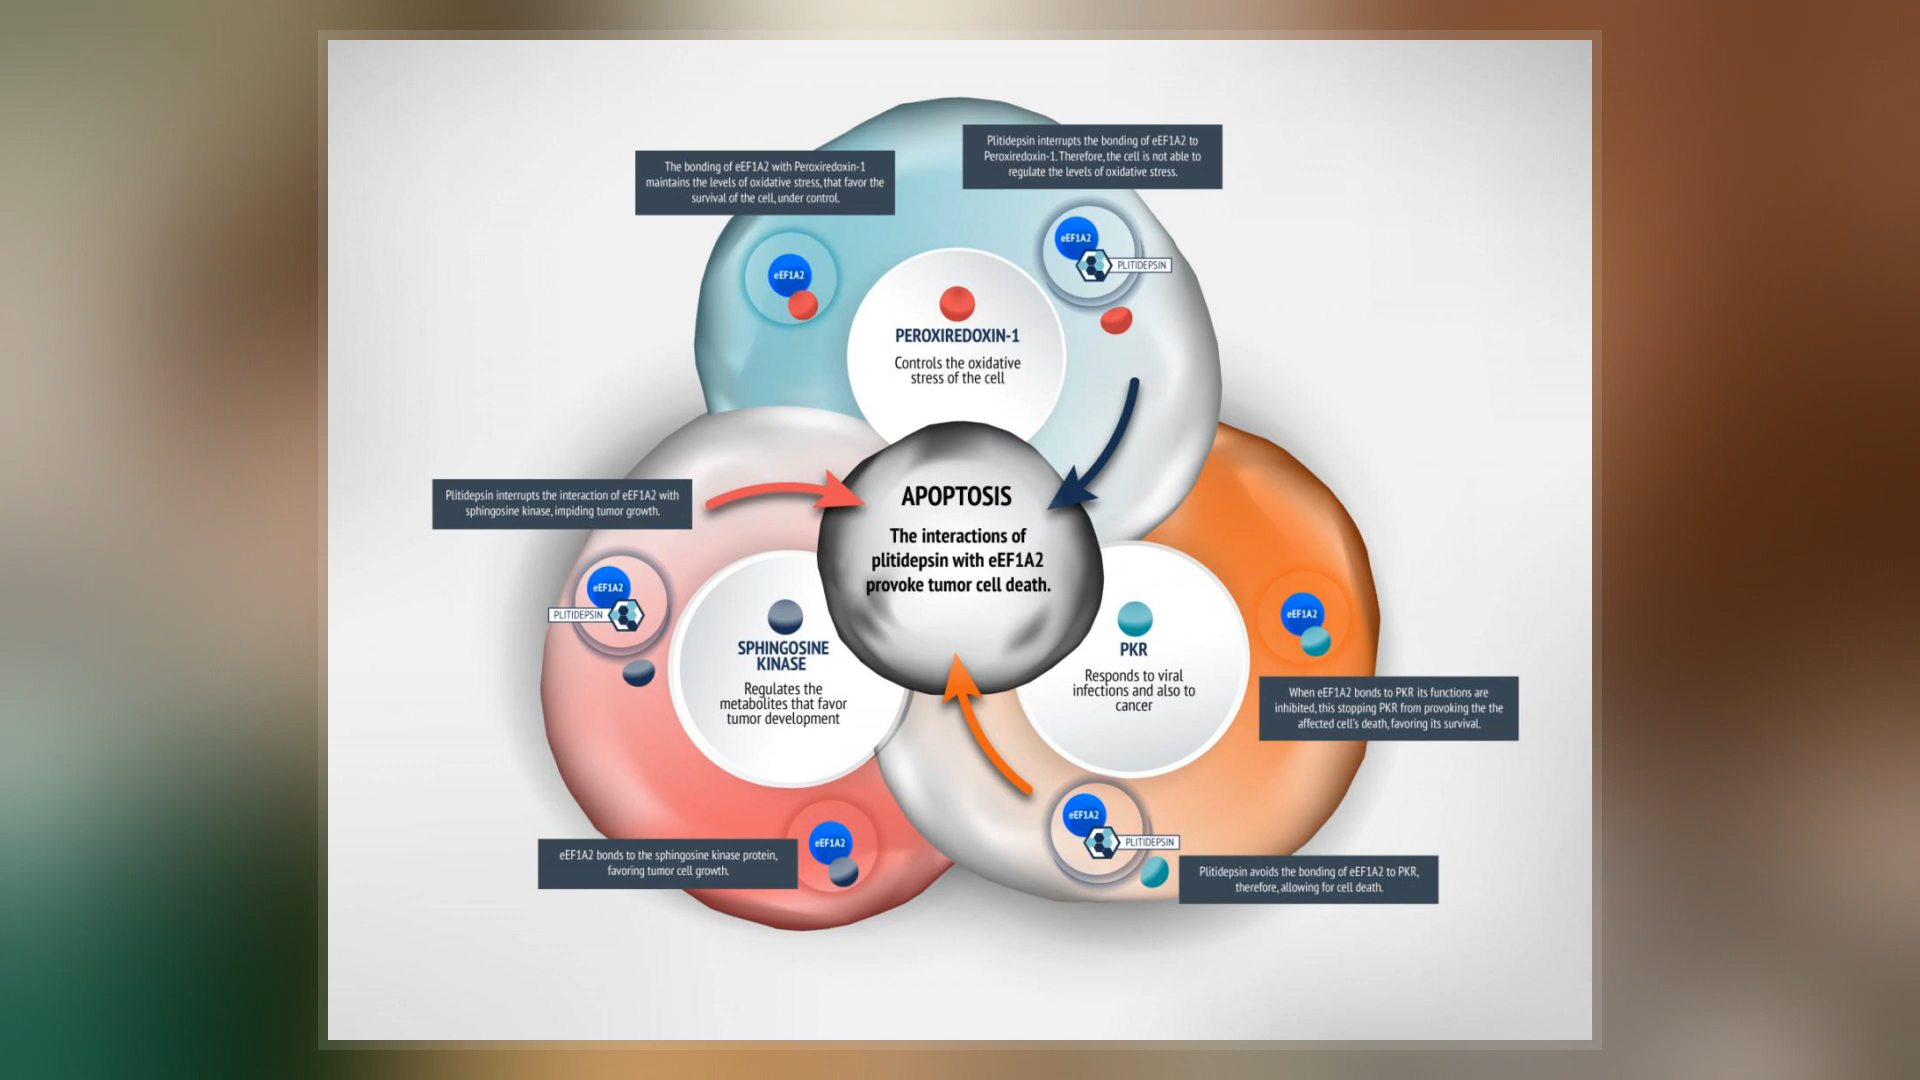 The bonding of eEF1A2 with Peroxiredoxin-1
maintains the levels of oxidative stress, that favor the
survival of the cell, under control.
Plitidepsin interrupts the bonding of eEF1A2 to
Peroxiredoxin-1. Therefore, the cell is not able to
regulate the levels of oxidative stress.
eEF1A2
eEF1A2
PLITIDEPSIN
PEROXIREDOXIN-1
Controls the oxidative
stress of the cell
Plitidepsin interrupts the interaction of eEF1A2 with
sphingosine kinase, impiding tumor growth.
APOPTOSIS
The interactions of
plitidepsin with eEF1A2
provoke tumor cell death.
eEF1A2
PLITIDEPSIN
SPHINGOSINE
KINASE
Regulates the
metabolites that favor
tumor development
PKR
Responds to viral
infections and also to
cancer
eEF1A2
When eEF1A2 bonds to PKR its functions are
inhibited, this stopping PKR from provoking the the
affected cell's death, favoring its survival.
eEF1A2 bonds to the sphingosine kinase protein,
favoring tumor cell growth.
eEF1A2
eEF1A2
PLITIDEPSIN
Plitidepsin avoids the bonding of eEF1A2 to PKR,
therefore, allowing for cell death.